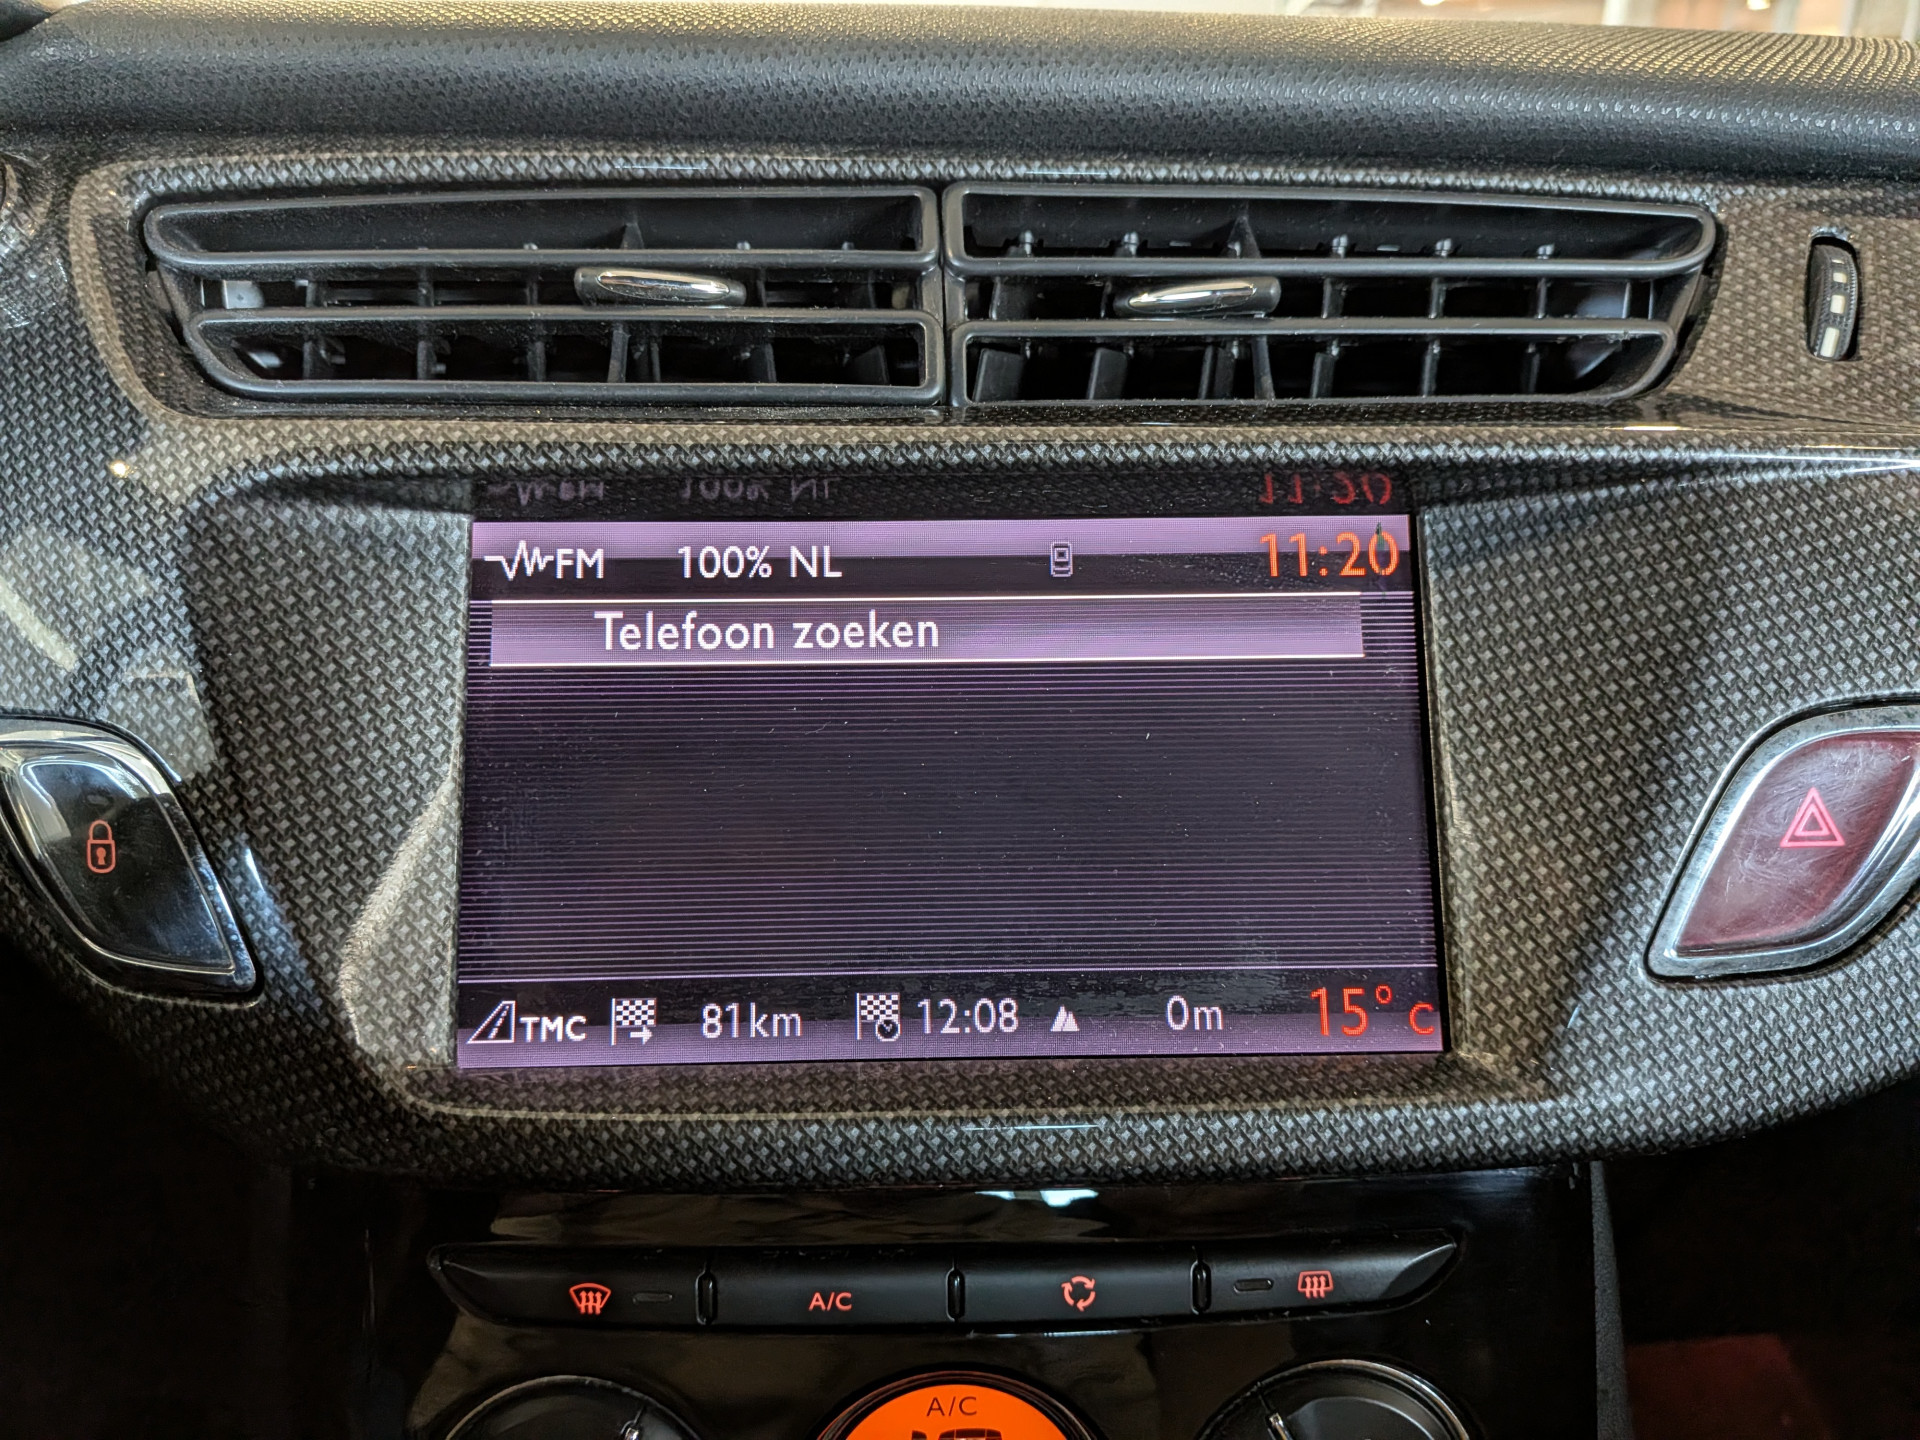 FM 100% NL 11:20
Telefoon zoeken
TMC 81km 12:08 0m 15° C
A/C
A/C